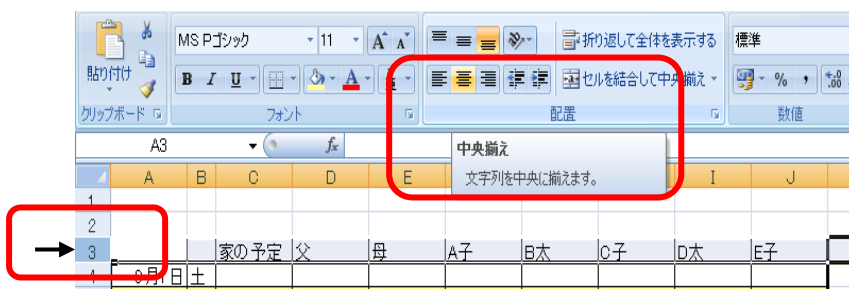 MS Pゴシック 11 A A 折り返して全体を表示する 標準
貼り付け B I U A セルを結合して中央揃え % ,
クリップボード フォント 配置 数値
A3 fx 中央揃え
文字列を中央に揃えます。
A B C D E I J
1
2
3 家の予定 父 母 A子 B太 C子 D太 E子
4 9月1日 土